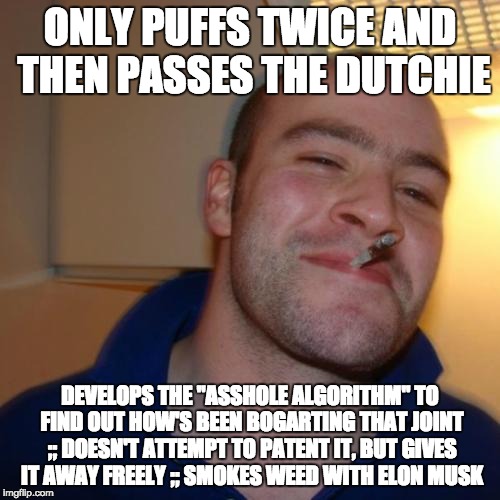 ONLY PUFFS TWICE AND
THEN PASSES THE DUTCHIE
DEVELOPS THE "ASSHOLE ALGORITHM" TO
FIND OUT HOW'S BEEN BOGARTING THAT JOINT
;; DOESN'T ATTEMPT TO PATENT IT, BUT GIVES
IT AWAY FREELY ;; SMOKES WEED WITH ELON MUSK
imgflip.com